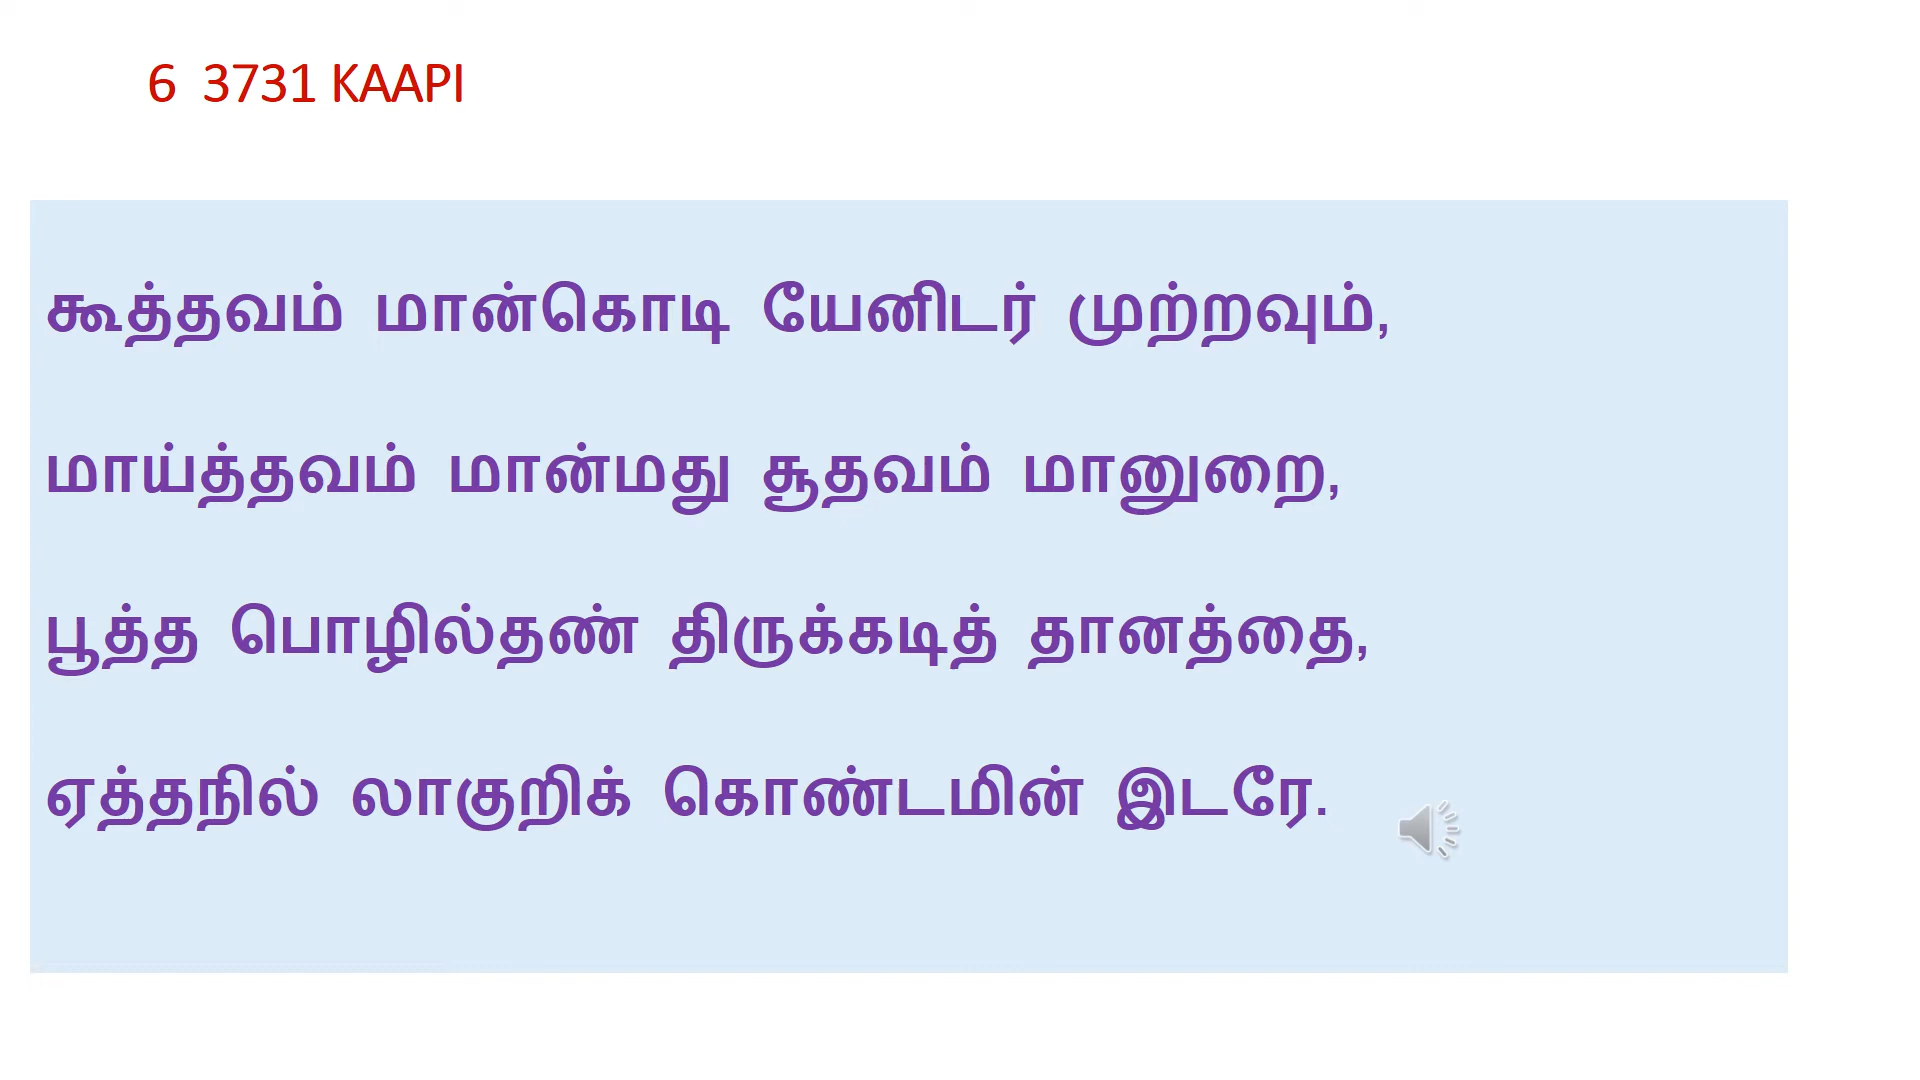 6 3731 KAAPI
கூத்தவம் மான்கொடி யேனிடர் முற்றவும்,
மாய்த்தவம் மான்மது சூதவம் மானுறை,
பூத்த பொழில்தண் திருக்கடித் தானத்தை,
ஏத்தநில் லாகுறிக் கொண்டமின் இடரே.